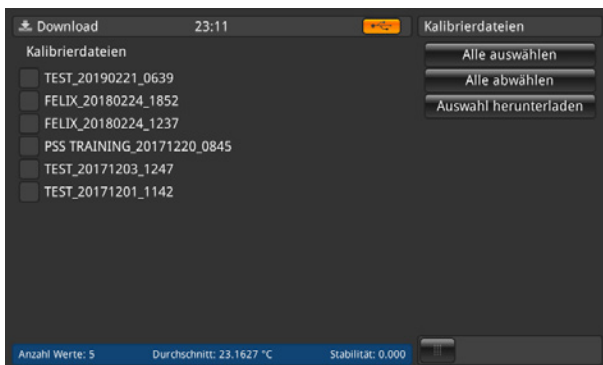 Download 23:11 Kalibrierdateien
Kalibrierdateien
Alle auswählen
TEST_20190221_0639
Alle abwählen
FELIX_20180224_1852
Auswahl herunterladen
FELIX_20180224_1237
PSS TRAINING_20171220_0845
TEST_20171203_1247
TEST_20171201_1142
Anzahl Werte: 5 Durchschnitt: 23.1627 °C Stabilität: 0.000